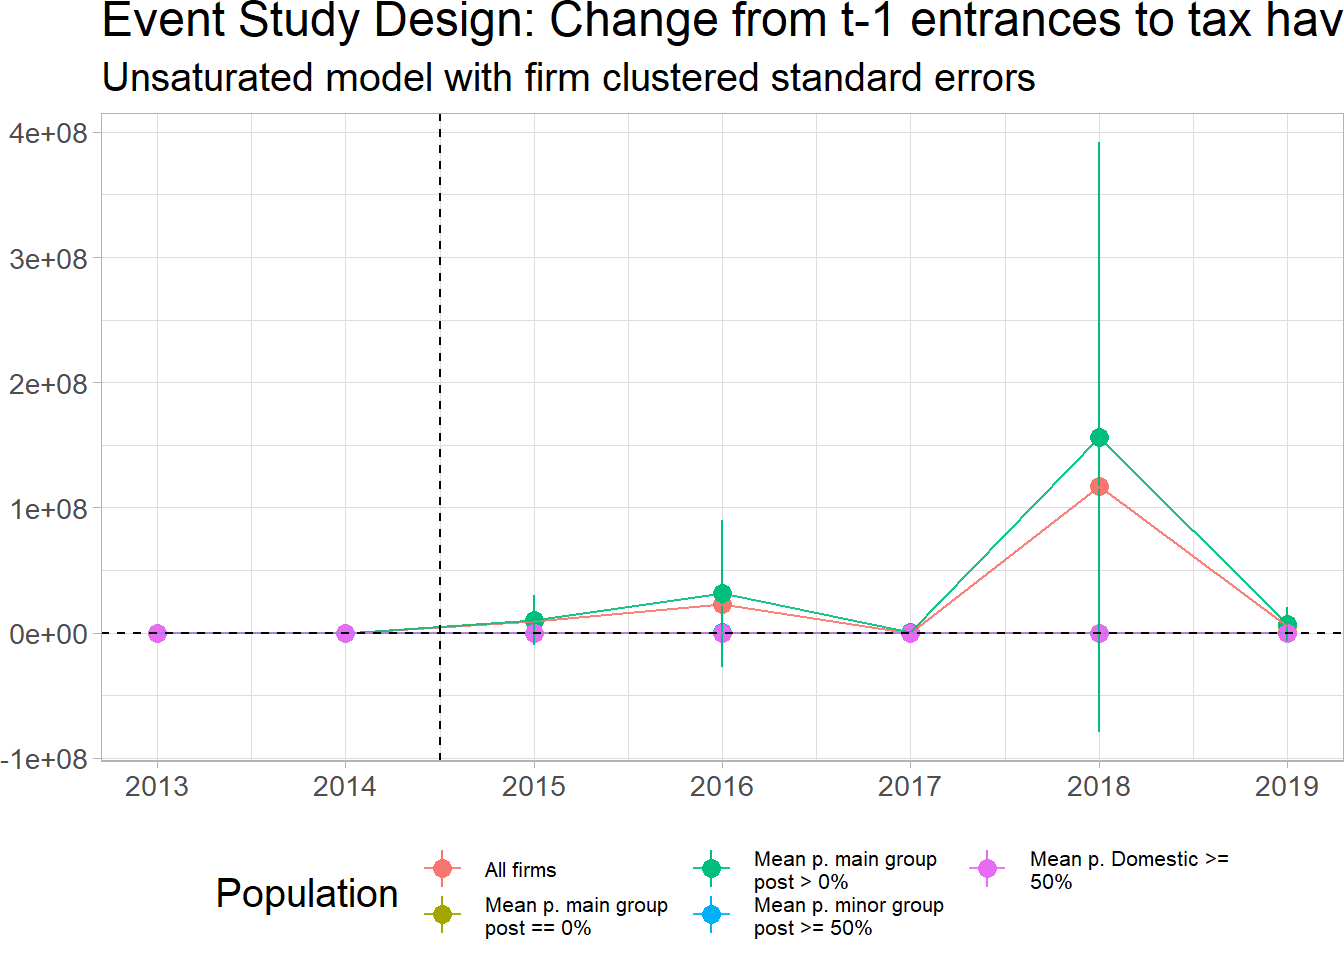 Event Study Design: Change from t-1 entrances to tax hav
Unsaturated model with firm clustered standard errors
4e+08
3e+08
2e+08
1e+08
0e+00
-1e+08
2013 2014 2015 2016 2017 2018 2019
Population
All firms
Mean p. main group
post == 0%
Mean p. main group
post > 0%
Mean p. minor group
post >= 50%
Mean p. Domestic >=
50%